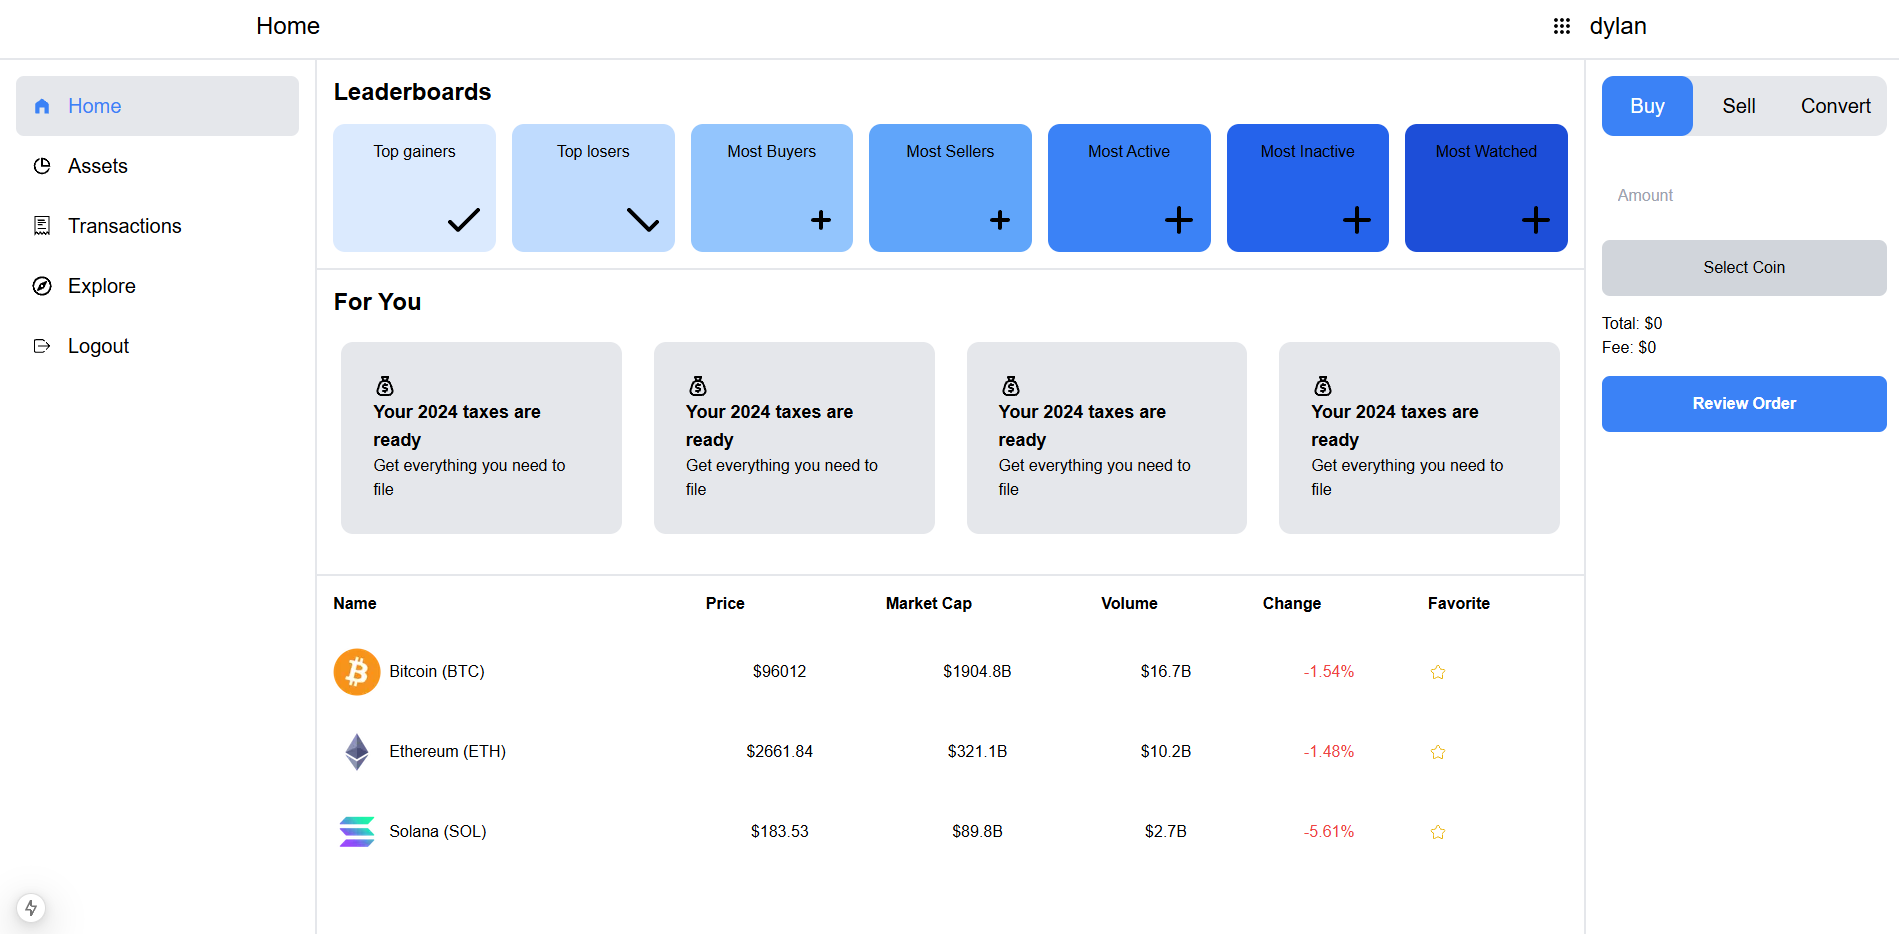 Home
dylan
Home
Assets
Transactions
Explore
Logout
Leaderboards
Top gainers
Top losers
Most Buyers
Most Sellers
Most Active
Most Inactive
Most Watched
For You
Your 2024 taxes are
ready
Get everything you need to
file
Your 2024 taxes are
ready
Get everything you need to
file
Your 2024 taxes are
ready
Get everything you need to
file
Your 2024 taxes are
ready
Get everything you need to
file
Name Price Market Cap Volume Change Favorite
Bitcoin (BTC) $96012 $1904.8B $16.7B -1.54%
Ethereum (ETH) $2661.84 $321.1B $10.2B -1.48%
Solana (SOL) $183.53 $89.8B $2.7B -5.61%
Buy Sell Convert
Amount
Select Coin
Total: $0
Fee: $0
Review Order